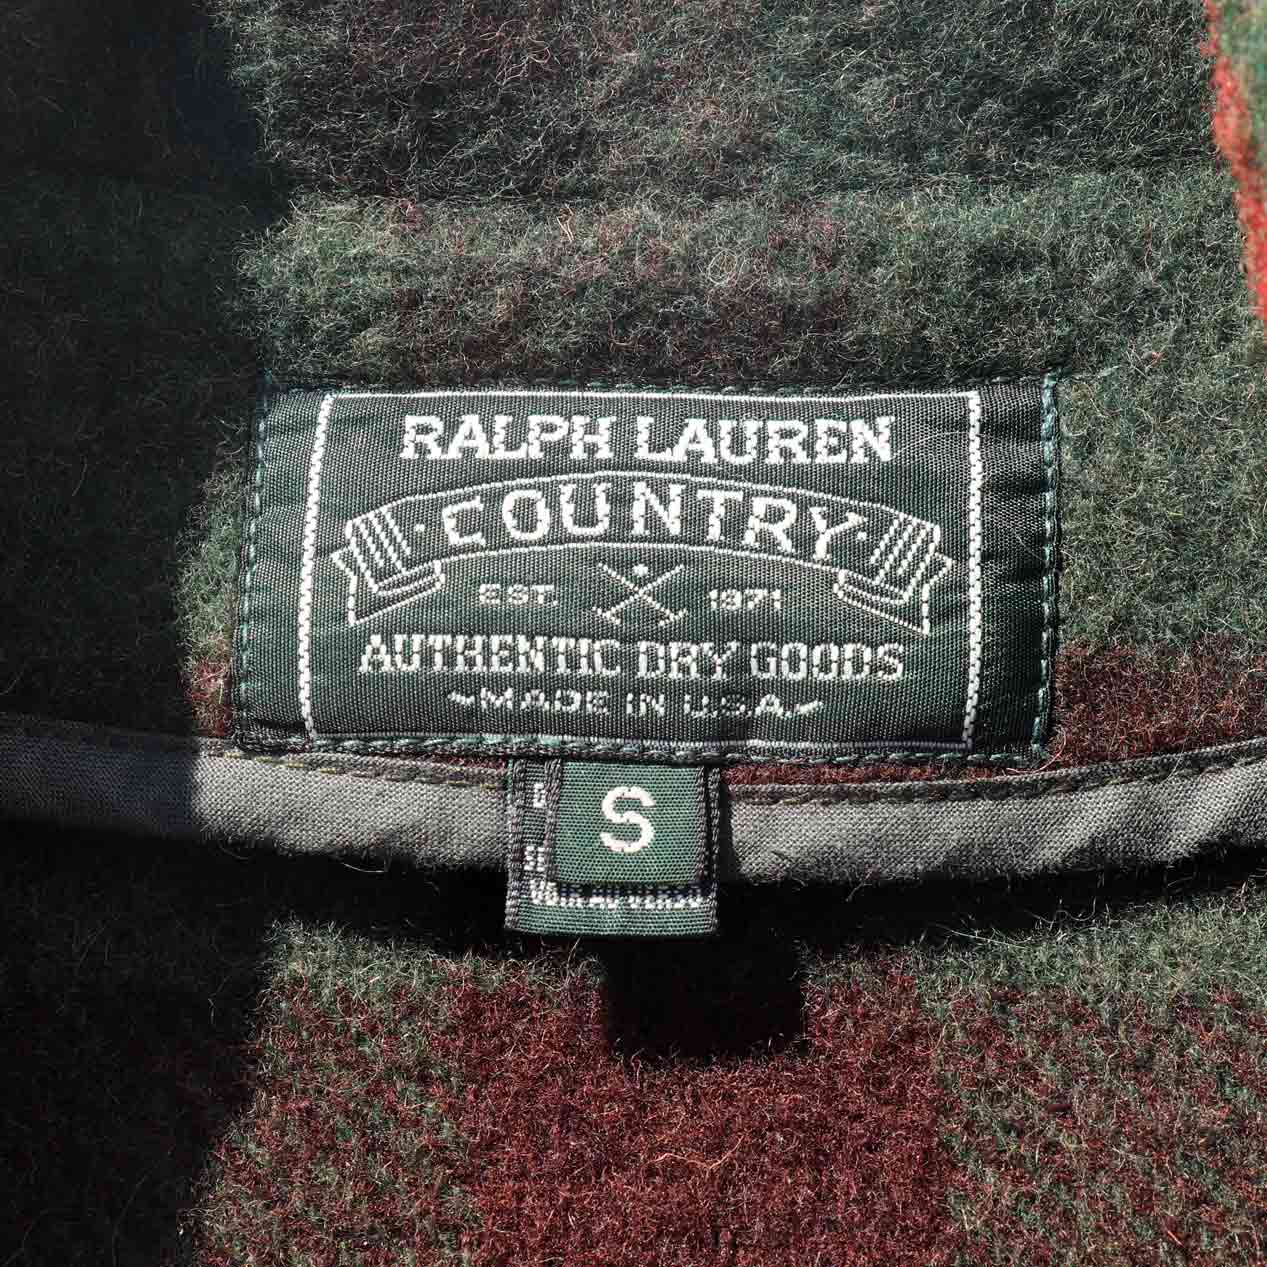 RALPH LAUREN
·COUNTRY·
EST. 1971
AUTHENTIC DRY GOODS
~MADE IN U.S.A.~
S